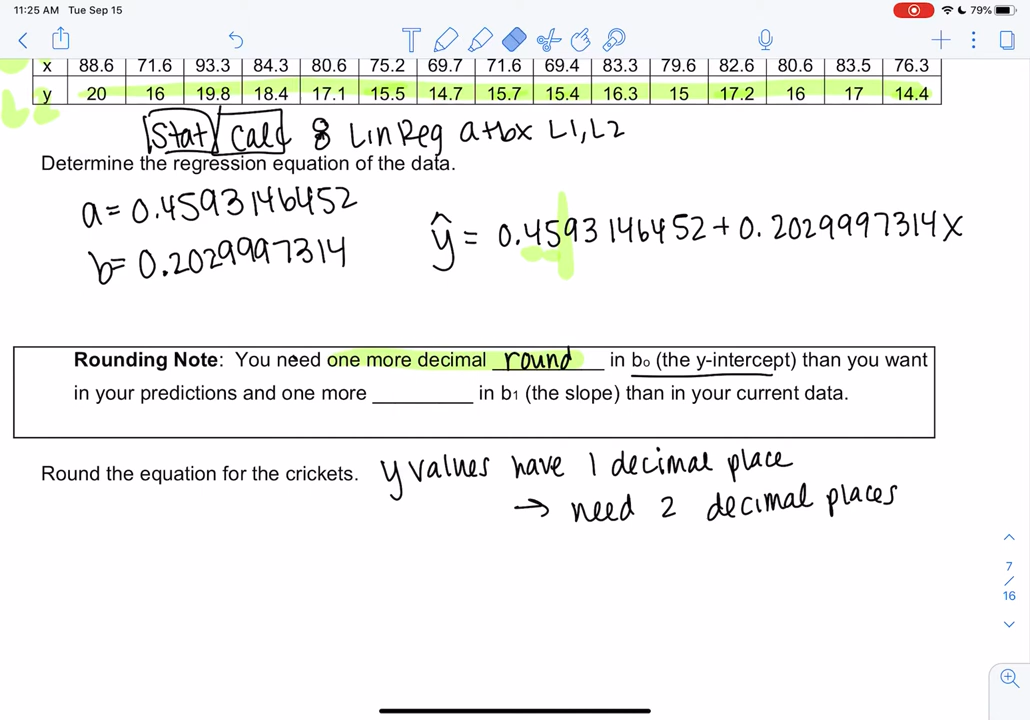 11:25 AM Tue Sep 15 79%
x 88.6 71.6 93.3 84.3 80.6 75.2 69.7 71.6 69.4 83.3 79.6 82.6 80.6 83.5 76.3
y 20 16 19.8 18.4 17.1 15.5 14.7 15.7 15.4 16.3 15 17.2 16 17 14.4
Stat Calc 8 LinReg a+bx L1, L2
Determine the regression equation of the data.
a = 0.4593146452
b = 0.2029997314
ŷ = 0.4593146452 + 0.2029997314 x
Rounding Note: You need one more decimal round in b₀ (the y-intercept) than you want
in your predictions and one more __________ in b₁ (the slope) than in your current data.
Round the equation for the crickets. y values have 1 decimal place
→ need 2 decimal places
7
/
16